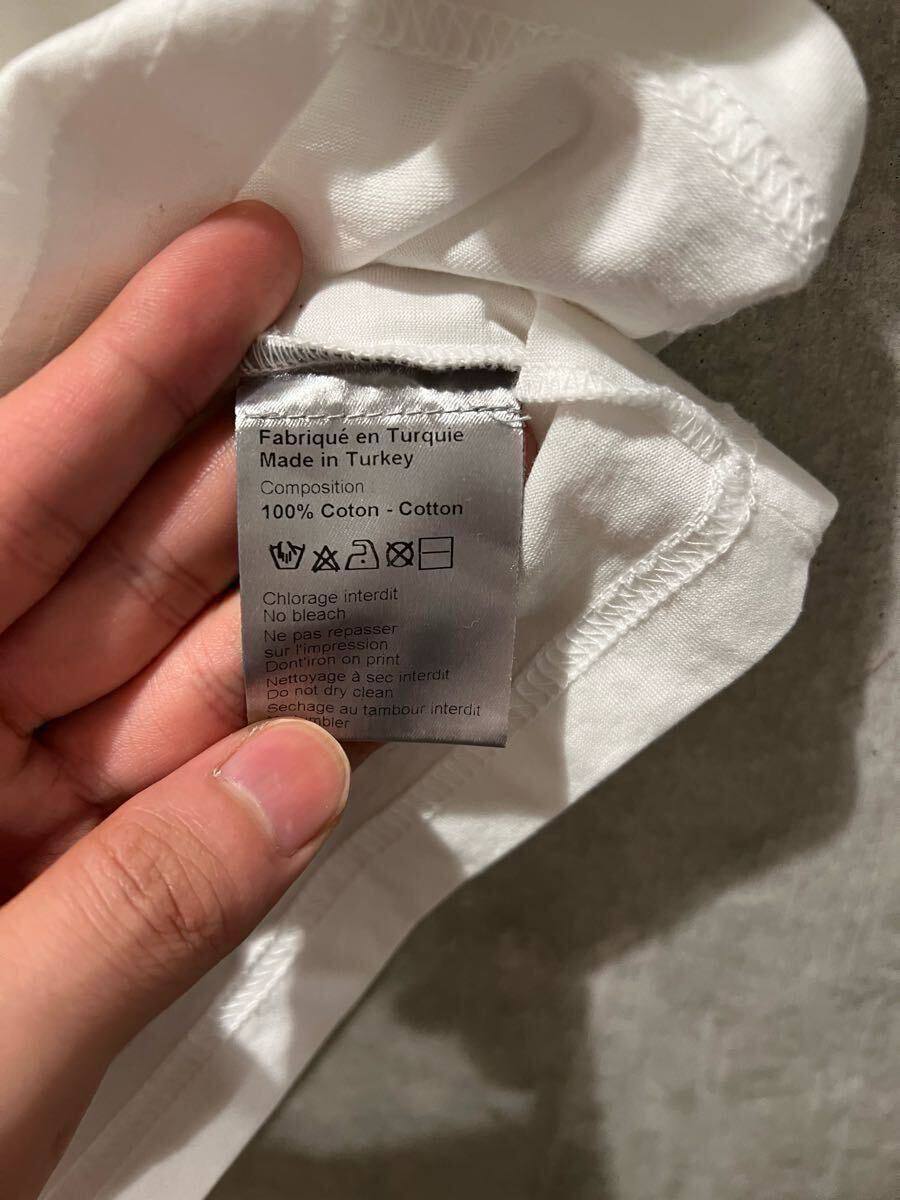 Fabriqué en Turquie
Made in Turkey
Composition
100% Coton - Cotton
Chlorage interdit
No bleach
Ne pas repasser
sur l'impression
Dont'iron on print
Nettoyage à sec interdit
Do not dry clean
Sechage au tambour interdit